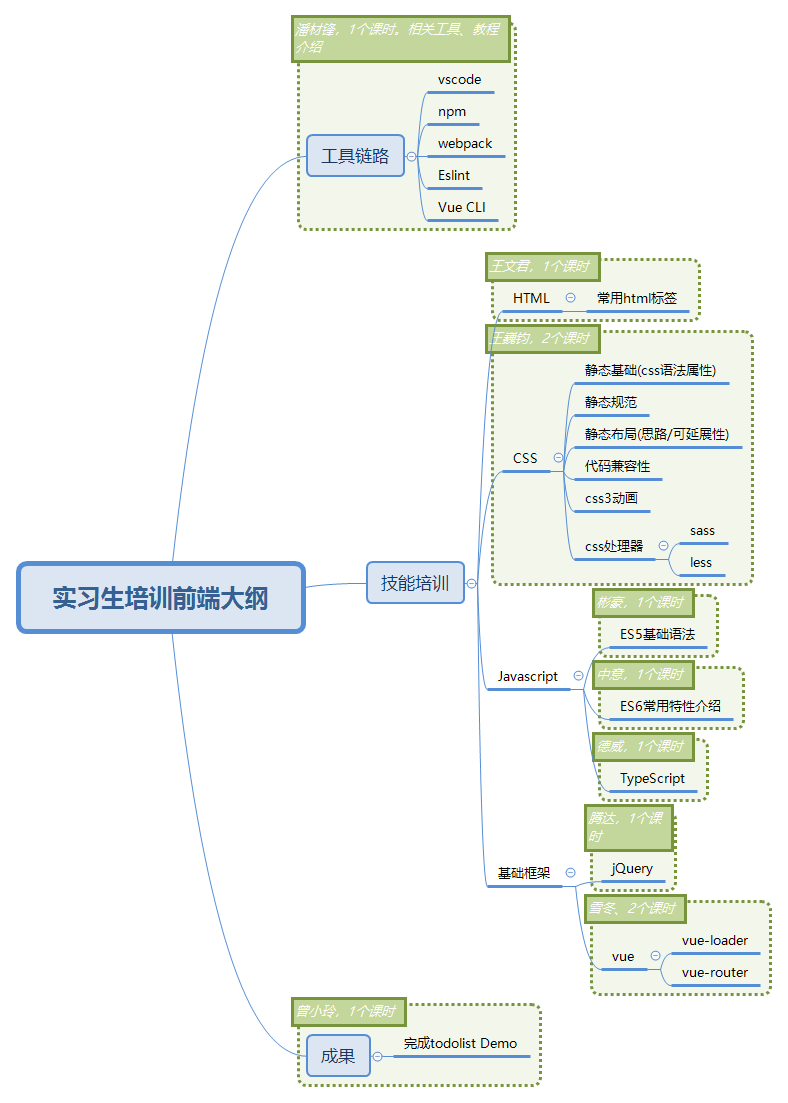 潘材锋，1个课时。相关工具、教程
介绍
vscode
npm
webpack
Eslint
Vue CLI
工具链路
王文君，1个课时
HTML
常用html标签
王巍钧，2个课时
静态基础(css语法属性)
静态规范
静态布局(思路/可延展性)
CSS
代码兼容性
css3动画
css处理器
sass
less
技能培训
实习生培训前端大纲
彬豪，1个课时
ES5基础语法
中意，1个课时
Javascript
ES6常用特性介绍
德威，1个课时
TypeScript
腾达，1个课
时
基础框架
jQuery
雪冬、2个课时
vue
vue-loader
vue-router
曾小玲，1个课时
成果
完成todolist Demo